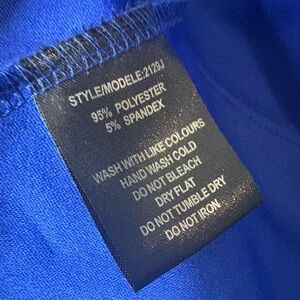 STYLE/MODELE:2129J
95% POLYESTER
5% SPANDEX
WASH WITH LIKE COLOURS
HAND WASH COLD
DO NOT BLEACH
DRY FLAT
DO NOT TUMBLE DRY
DO NOT IRON